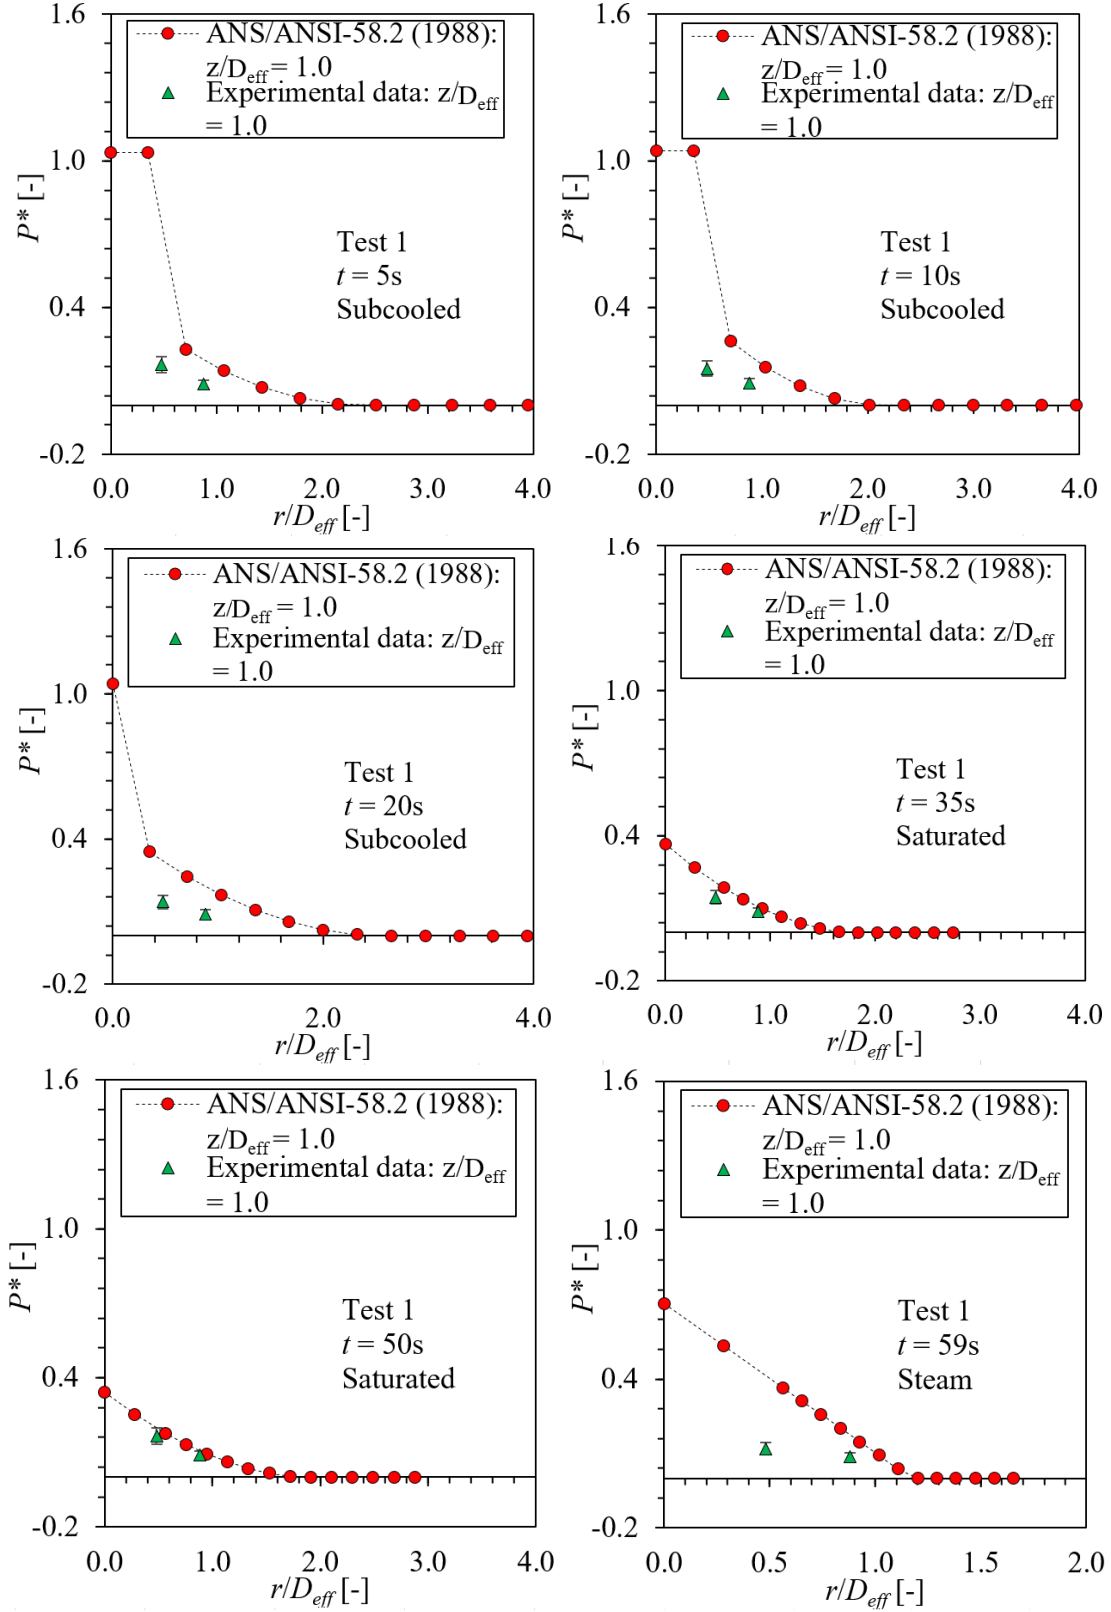 1.6
ANS/ANSI-58.2 (1988):
z/Deff = 1.0
Experimental data: z/Deff
= 1.0
1.0
P* [-]
Test 1
t = 5s
0.4
Subcooled
-0.2
0.0 1.0 2.0 3.0 4.0
r/Deff [-]
1.6
ANS/ANSI-58.2 (1988):
z/Deff = 1.0
Experimental data: z/Deff
= 1.0
1.0
P* [-]
Test 1
t = 10s
0.4
Subcooled
-0.2
0.0 1.0 2.0 3.0 4.0
r/Deff [-]
1.6
ANS/ANSI-58.2 (1988):
z/Deff = 1.0
Experimental data: z/Deff
= 1.0
1.0
P* [-]
Test 1
t = 20s
0.4
Subcooled
-0.2
0.0 2.0 4.0
r/Deff [-]
1.6
ANS/ANSI-58.2 (1988):
z/Deff = 1.0
Experimental data: z/Deff
= 1.0
1.0
P* [-]
Test 1
t = 35s
0.4
Saturated
-0.2
0.0 1.0 2.0 3.0 4.0
r/Deff [-]
1.6
ANS/ANSI-58.2 (1988):
z/Deff = 1.0
Experimental data: z/Deff
= 1.0
1.0
P* [-]
Test 1
t = 50s
0.4
Saturated
-0.2
0.0 1.0 2.0 3.0 4.0
r/Deff [-]
1.6
ANS/ANSI-58.2 (1988):
z/Deff = 1.0
Experimental data: z/Deff
= 1.0
1.0
P* [-]
Test 1
t = 59s
0.4
Steam
-0.2
0.0 0.5 1.0 1.5 2.0
r/Deff [-]